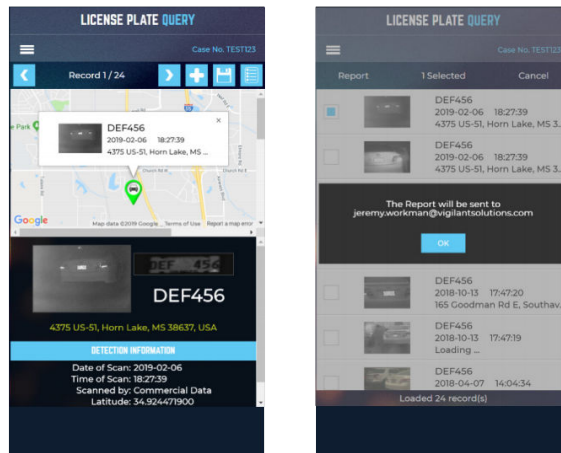 LICENSE PLATE QUERY
Case No. TEST123
Record 1 / 24
DEF456
2019-02-06 18:27:39
4375 US-51, Horn Lake, MS ...
×
Google
Map data ©2019 Google
Terms of Use
Report a map error
DEF 456
DEF456
4375 US-51, Horn Lake, MS 38637, USA
DETECTION INFORMATION
Date of Scan: 2019-02-06
Time of Scan: 18:27:39
Scanned by: Commercial Data
Latitude: 34.924471900
LICENSE PLATE QUERY
Case No. TEST123
Report 1 Selected Cancel
DEF456
2019-02-06 18:27:39
4375 US-51, Horn Lake, MS 3...
DEF456
2019-02-06 18:27:39
4375 US-51, Horn Lake, MS 3...
The Report will be sent to
jeremy.workman@vigilantsolutions.com
OK
DEF456
2018-10-13 17:47:20
165 Goodman Rd E, Southav...
DEF456
2018-10-13 17:47:19
Loading ...
DEF456
2018-04-07 14:04:34
Loaded 24 record(s)